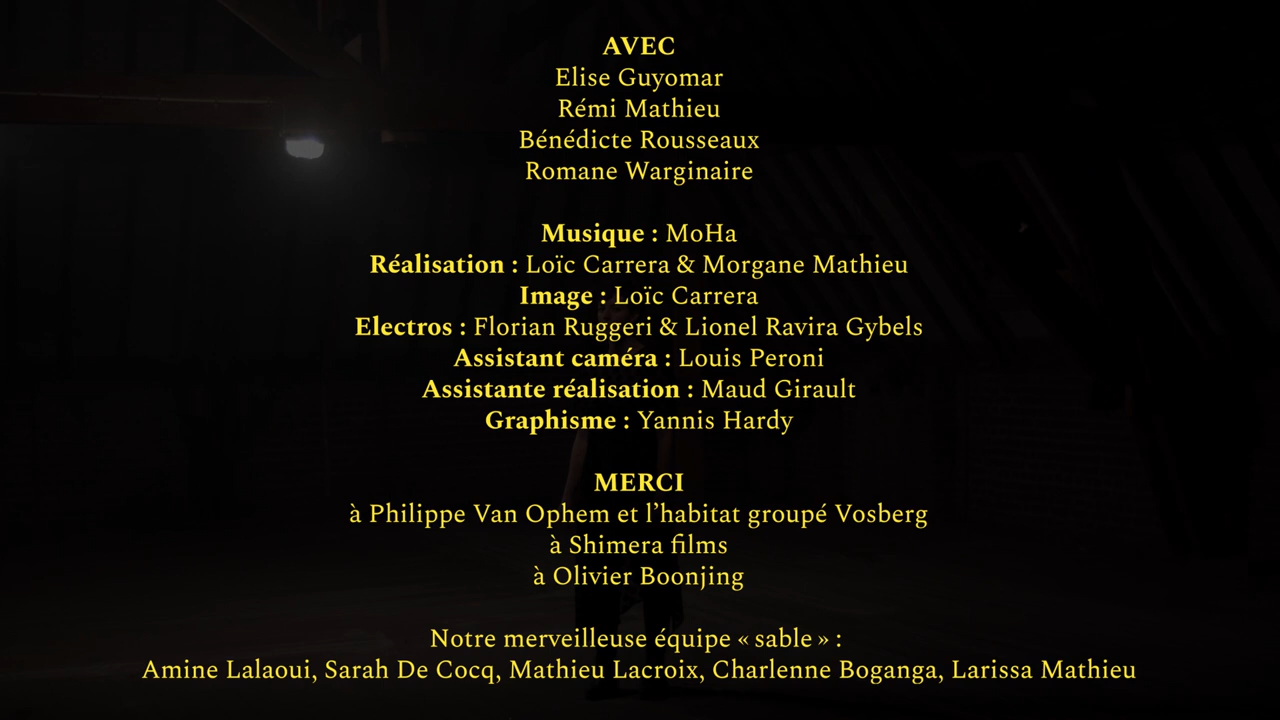 AVEC
Elise Guyomar
Rémi Mathieu
Bénédicte Rousseaux
Romane Warginaire
Musique : MoHa
Réalisation : Loïc Carrera & Morgane Mathieu
Image : Loïc Carrera
Electros : Florian Ruggeri & Lionel Ravira Gybels
Assistant caméra : Louis Peroni
Assistante réalisation : Maud Girault
Graphisme : Yannis Hardy
MERCI
à Philippe Van Ophem et l’habitat groupé Vosberg
à Shimera films
à Olivier Boonjing
Notre merveilleuse équipe « sable » :
Amine Lalaoui, Sarah De Cocq, Mathieu Lacroix, Charlenne Boganga, Larissa Mathieu